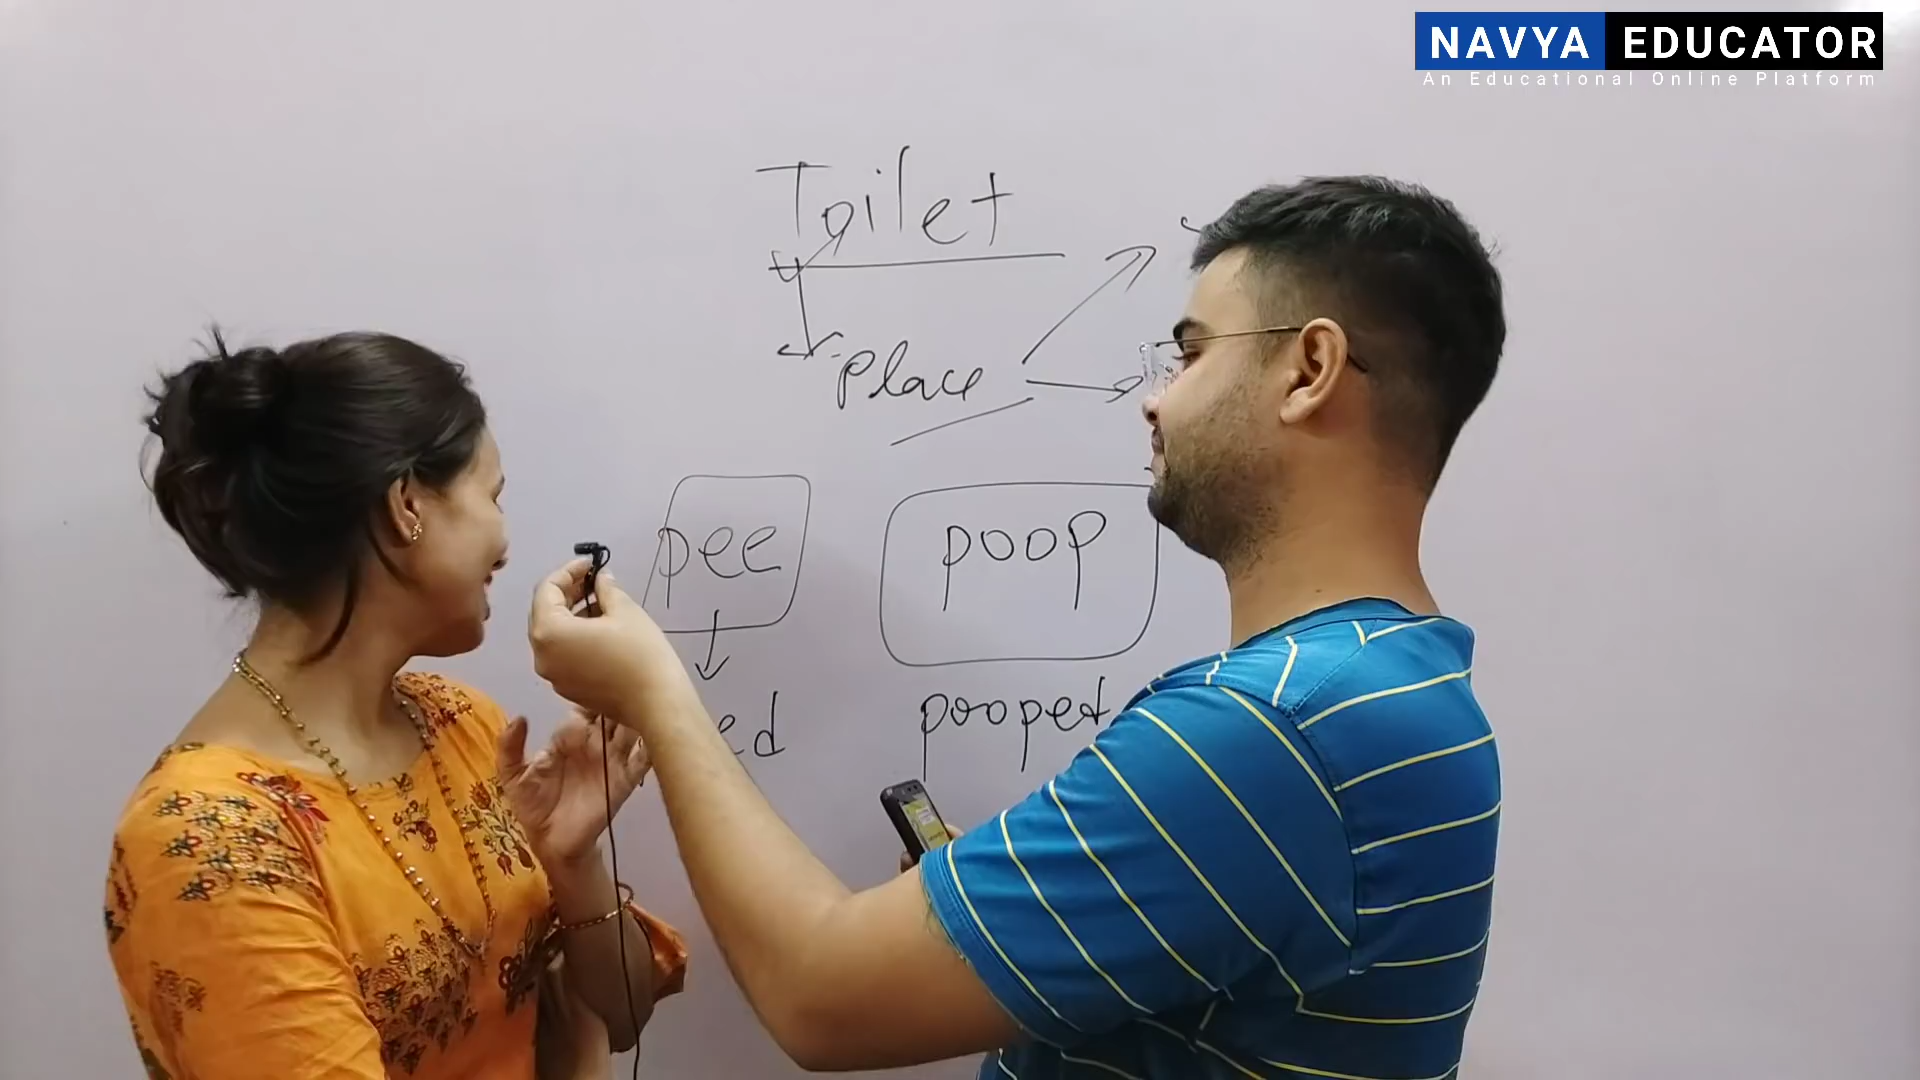 NAVYA EDUCATOR
An Educational Online Platform
Toilet
Place
pee
poop
pooped